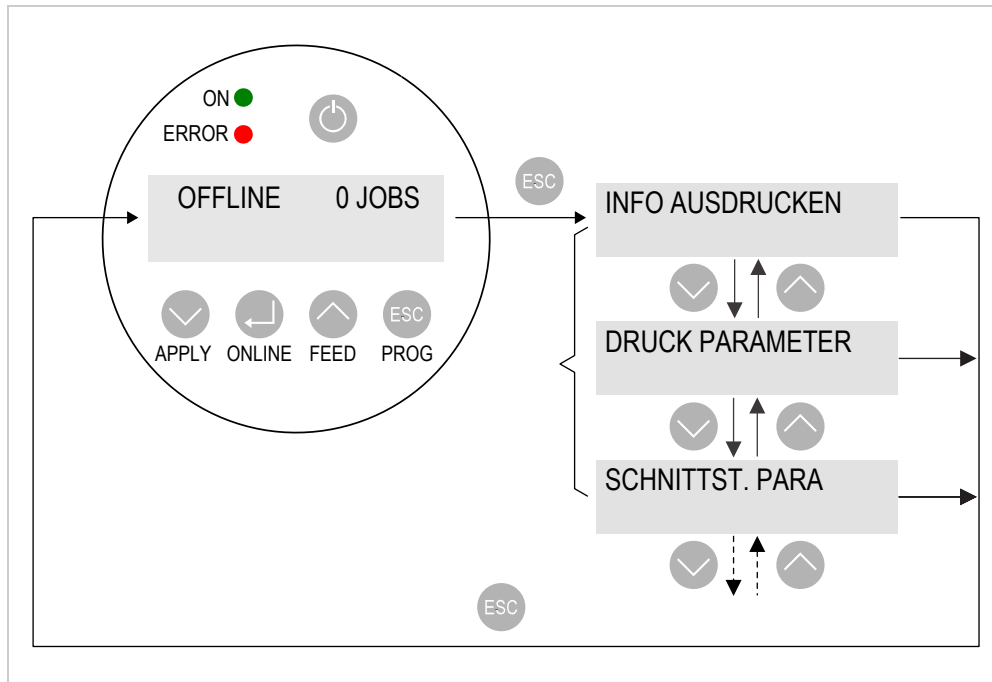 ON
ERROR
OFFLINE 0 JOBS
APPLY ONLINE FEED ESC PROG
ESC
INFO AUSDRUCKEN
DRUCK PARAMETER
SCHNITTST. PARA
ESC